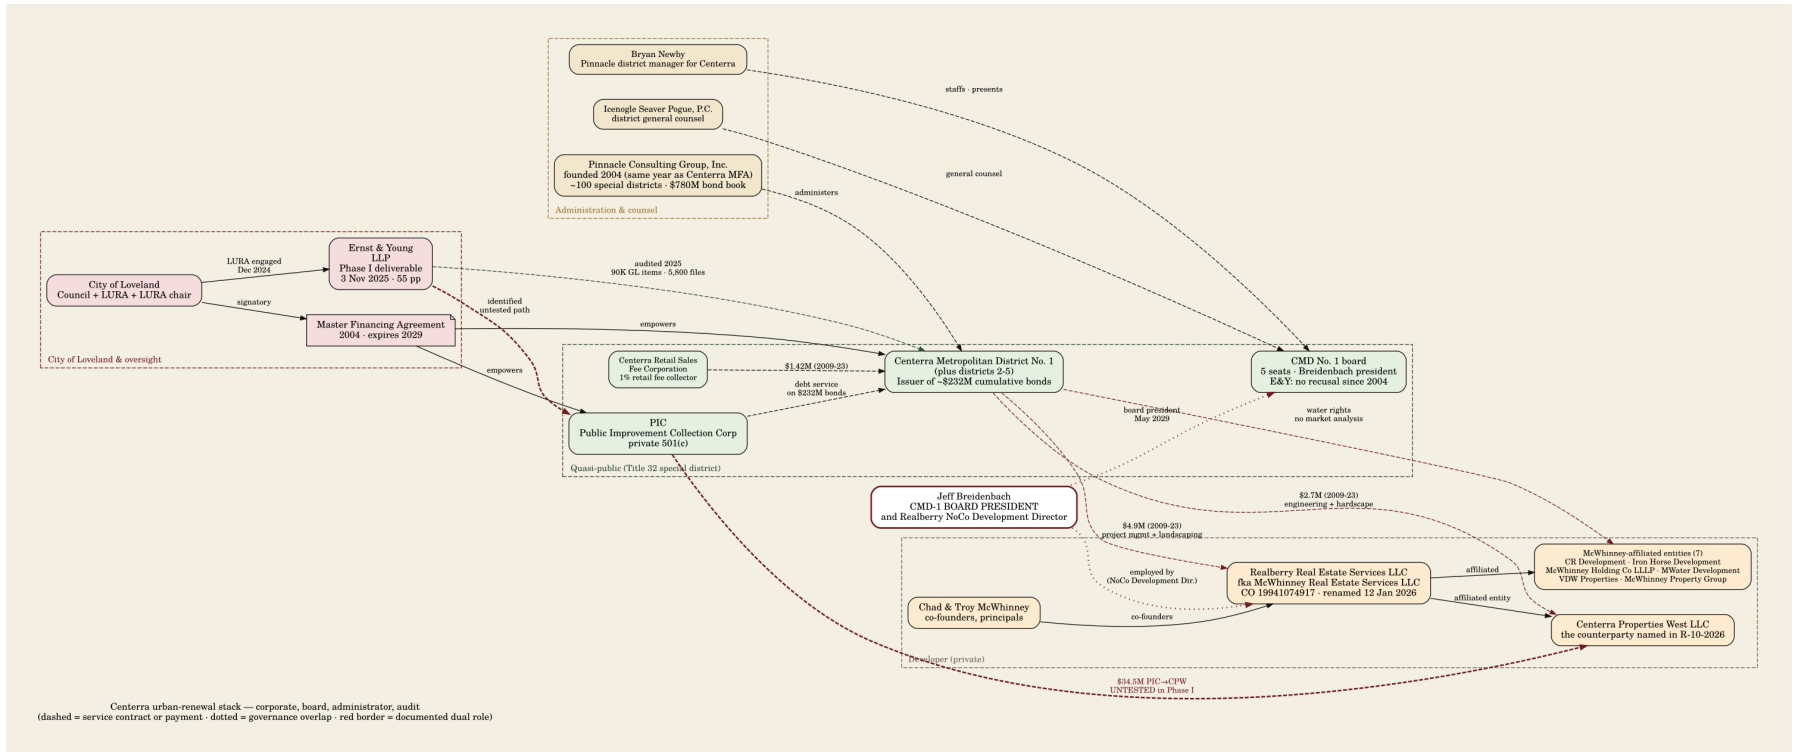 Bryan Newby
Pinnacle district manager for Centerra
Icenogle Seaver Pogue, P.C.
district general counsel
Pinnacle Consulting Group, Inc.
founded 2004 (same year as Centerra MFA)
~100 special districts · $780M bond book
Administration & counsel
staffs · presents
general counsel
administers
City of Loveland
Council + LURA + LURA chair
LURA engaged
Dec 2024
signatory
Ernst & Young
LLP
Phase I deliverable
3 Nov 2025 · 55 pp
Master Financing Agreement
2004 · expires 2029
City of Loveland & oversight
audited 2025
90K GL items · 5,800 files
identified
untested path
empowers
empowers
Centerra Retail Sales
Fee Corporation
1% retail fee collector
$1.42M (2009-23)
debt service
on $232M bonds
PIC
Public Improvement Collection Corp
private 501(c)
Quasi-public (Title 32 special district)
Centerra Metropolitan District No. 1
(plus districts 2-5)
Issuer of ~$232M cumulative bonds
CMD No. 1 board
5 seats · Breidenbach president
E&Y: no recusal since 2004
board president
May 2029
water rights
no market analysis
Jeff Breidenbach
CMD-1 BOARD PRESIDENT
and Realberry NoCo Development Director
$2.7M (2009-23)
engineering + hardscape
$4.9M (2009-23)
project mgmt + landscaping
employed by
(NoCo Development Dir.)
Chad & Troy McWhinney
co-founders, principals
co-founders
Realberry Real Estate Services LLC
fka McWhinney Real Estate Services LLC
CO 19941074917 · renamed 12 Jan 2026
affiliated
affiliated entity
McWhinney-affiliated entities (7)
CR Development · Iron Horse Development
McWhinney Holding Co LLLP · MWater Development
VDW Properties · McWhinney Property Group
Centerra Properties West LLC
the counterparty named in R-10-2026
Developer (private)
$34.5M PIC→CPW
UNTESTED in Phase I
Centerra urban-renewal stack — corporate, board, administrator, audit
(dashed = service contract or payment · dotted = governance overlap · red border = documented dual role)